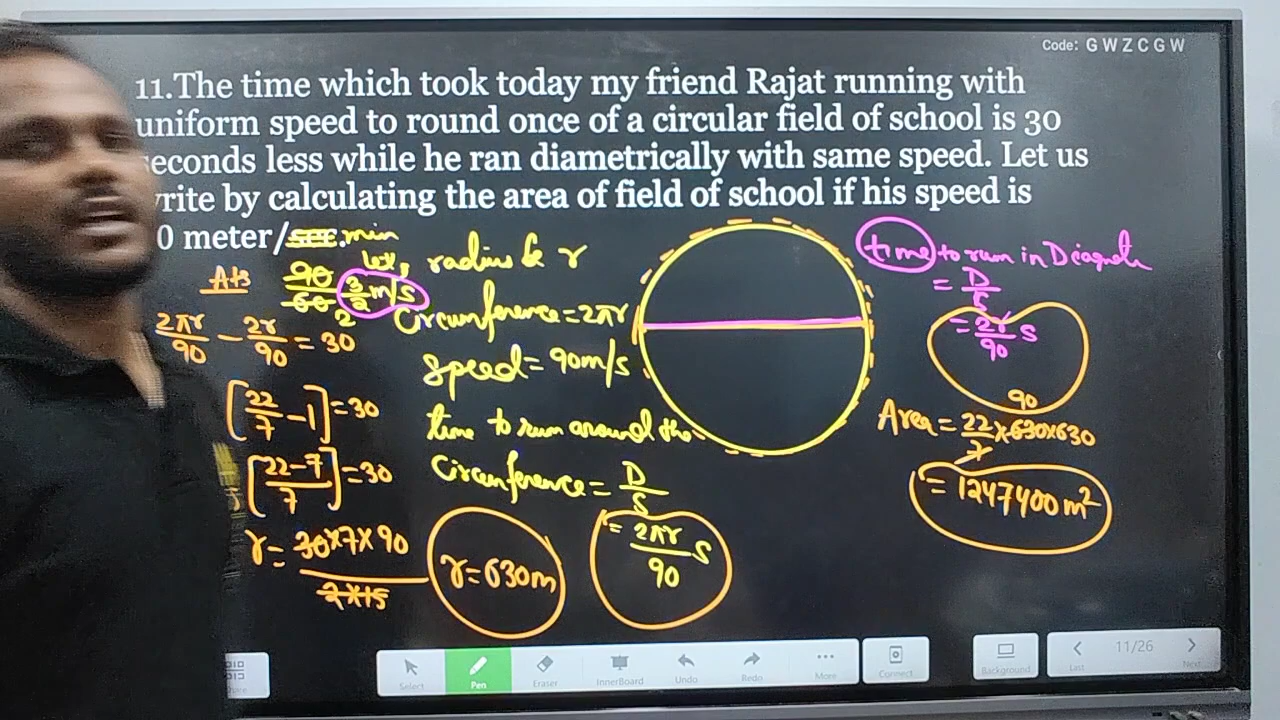 Code: G W Z C G W
11.The time which took today my friend Rajat running with
uniform speed to round once of a circular field of school is 30
seconds less while he ran diametrically with same speed. Let us
write by calculating the area of field of school if his speed is
0 meter/sec. min
Ans
90/60 3/2 m/s
2πr/90 - 2r/90 = 30
[22/7 - 1] = 30
[22-7/7] = 30
r = 30×7×90/2×15
r = 630m
let, radius be r
Circumference = 2πr
Speed = 90m/s
time to run around the
Circumference = D/S
= 2πr/90 s
time to run in
= D/S
= 2r/90 s
90
Area = 22/7 × 630×630
= 1247400 m²
Select
Pen
Eraser
InnerBoard
Undo
Redo
More
Connect
Background
Last
11/26
Next